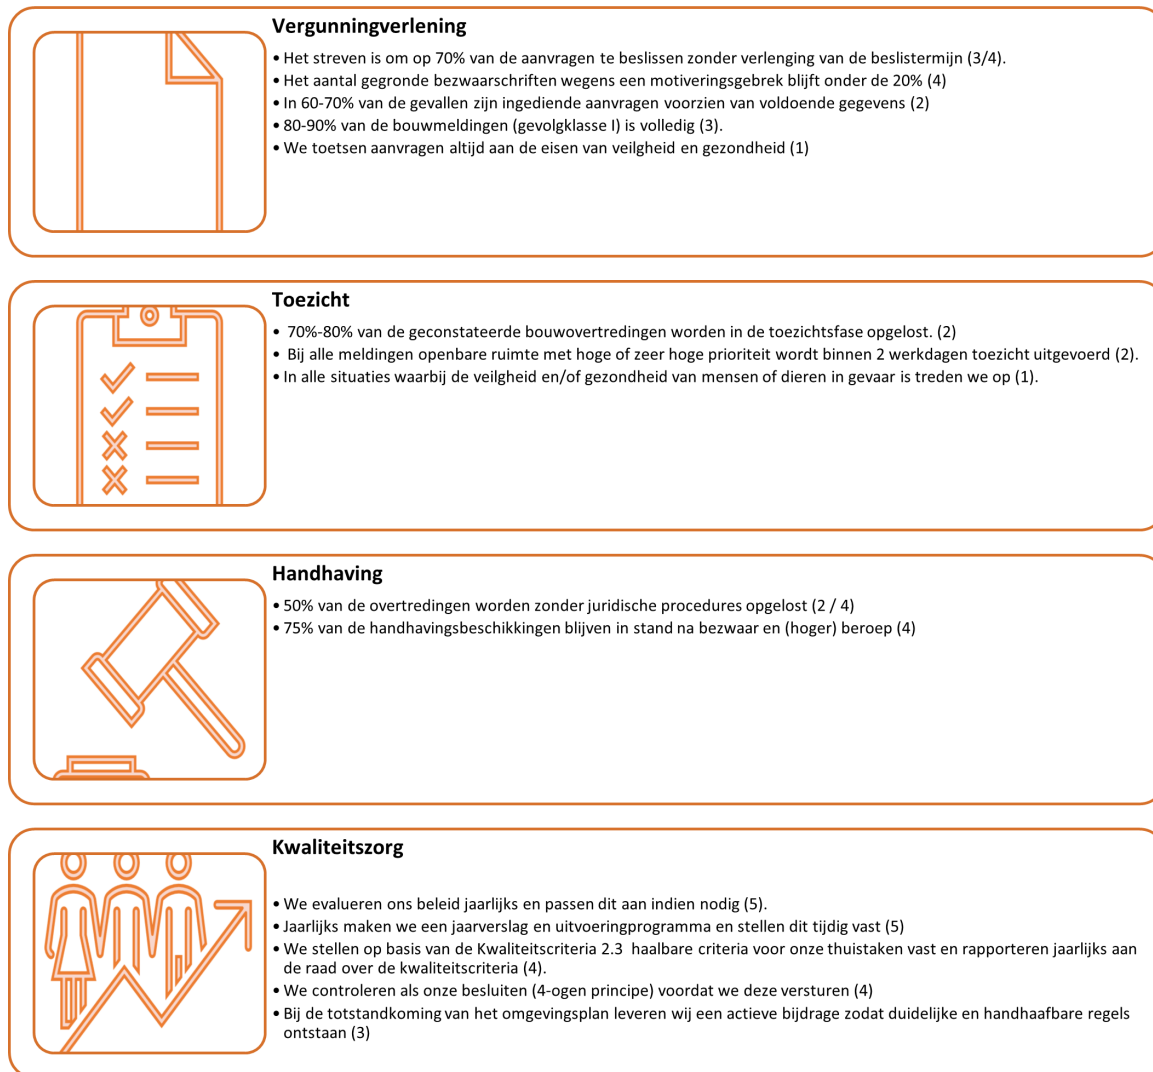 Vergunningverlening
• Het streven is om op 70% van de aanvragen te beslissen zonder verlenging van de beslistermijn (3/4).
• Het aantal gegronde bezwaarschriften wegens een motiveringsgebrek blijft onder de 20% (4)
• In 60-70% van de gevallen zijn ingediende aanvragen voorzien van voldoende gegevens (2)
• 80-90% van de bouwmeldingen (gevolgklasse I) is volledig (3).
• We toetsen aanvragen altijd aan de eisen van veilgheid en gezondheid (1)
Toezicht
• 70%-80% van de geconstateerde bouwovertredingen worden in de toezichtsfase opgelost. (2)
• Bij alle meldingen openbare ruimte met hoge of zeer hoge prioriteit wordt binnen 2 werkdagen toezicht uitgevoerd (2).
• In alle situaties waarbij de veilgheid en/of gezondheid van mensen of dieren in gevaar is treden we op (1).
Handhaving
• 50% van de overtredingen worden zonder juridische procedures opgelost (2 / 4)
• 75% van de handhavingsbeschikkingen blijven in stand na bezwaar en (hoger) beroep (4)
Kwaliteitszorg
• We evalueren ons beleid jaarlijks en passen dit aan indien nodig (5).
• Jaarlijks maken we een jaarverslag en uitvoeringprogramma en stellen dit tijdig vast (5)
• We stellen op basis van de Kwaliteitscriteria 2.3 haalbare criteria voor onze thuistaken vast en rapporteren jaarlijks aan
de raad over de kwaliteitscriteria (4).
• We controleren als onze besluiten (4-ogen principe) voordat we deze versturen (4)
• Bij de totstandkoming van het omgevingsplan leveren wij een actieve bijdrage zodat duidelijke en handhaafbare regels
ontstaan (3)